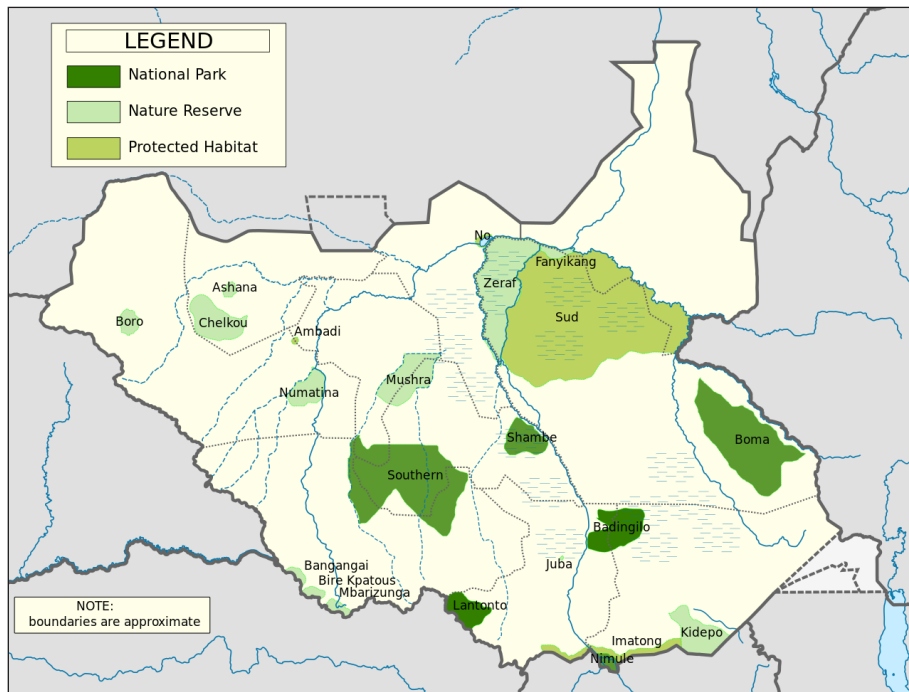 LEGEND
National Park
Nature Reserve
Protected Habitat
No
Fanyikang
Zeraf
Ashana
Sud
Boro
Chelkou
Ambadi
Mushra
Numatina
Shambe
Boma
Southern
Badingilo
Juba
Bangangai
Bire Kpatous
Mbarizunga
Lantonto
NOTE:
boundaries are approximate
Kidepo
Imatong
Nimule